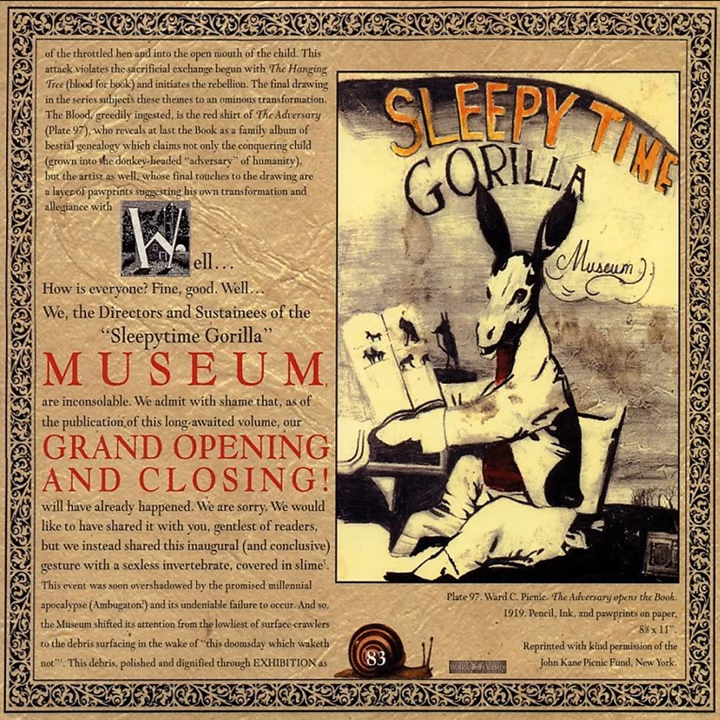 of the throttled hen and into the open mouth of the child. This
attack violates the sacrificial exchange begun with The Hanging
Tree (blood for book) and initiates the rebellion. The final drawing
in the series subjects these themes to an ominous transformation.
The Blood, greedily ingested, is the red shirt of The Adversary
(Plate 97), who reveals at last the Book as a family album of
bestial genealogy which claims not only the conquering child
(grown into the donkey-headed "adversary" of humanity),
but the artist as well, whose final touches to the drawing are
a layer of pawprints suggesting his own transformation and
allegiance with
Well...
How is everyone? Fine, good. Well...
We, the Directors and Sustainees of the
"Sleepytime Gorilla"
MUSEUM,
are inconsolable. We admit with shame that, as of
the publication of this long-awaited volume, our
GRAND OPENING
AND CLOSING!
will have already happened. We are sorry. We would
like to have shared it with you, gentlest of readers,
but we instead shared this inaugural (and conclusive)
gesture with a sexless invertebrate, covered in slime
This event was soon overshadowed by the promised millennial
apocalypse (Ambugaton?) and its undeniable failure to occur. And so,
the Museum shifted its attention from the lowliest of surface-crawlers
to the debris surfacing in the wake of "this doomsday which waketh
not". This debris, polished and dignified through EXHIBITION as
SLEEPY TIME
GORILLA
Museum
Plate 97. Ward C. Picnic. The Adversary opens the Book.
1919. Pencil, Ink, and pawprints on paper,
x 11".
Reprinted with kind permission of the
John Kane Picnic Fund, New York.
83